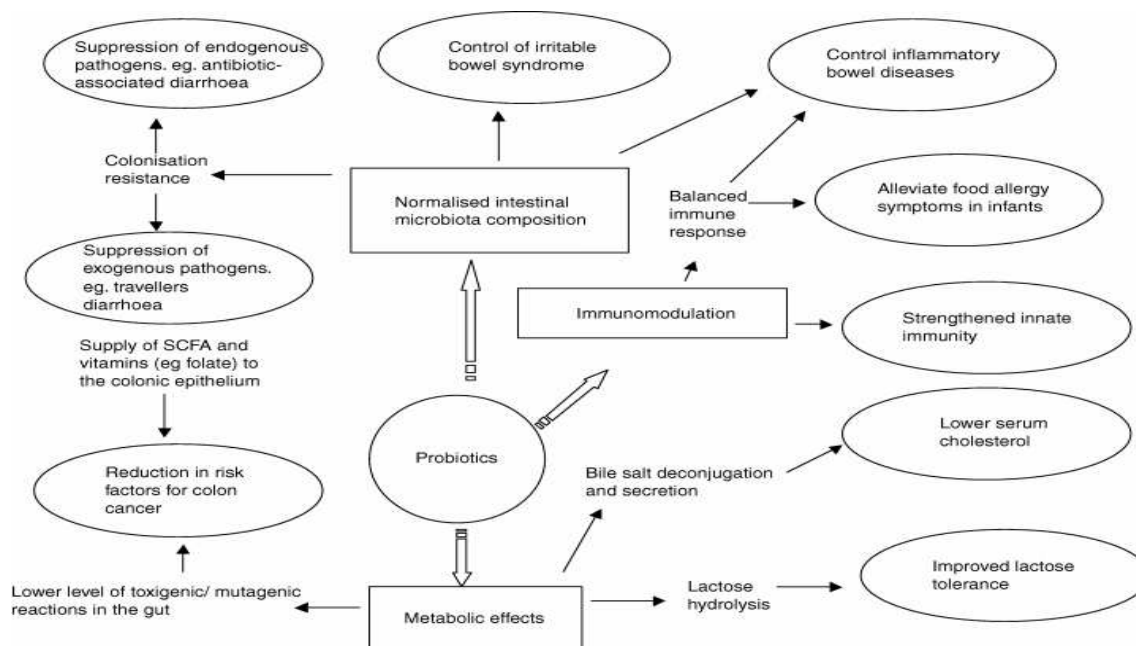 Suppression of endogenous
pathogens. eg. antibiotic-
associated diarrhoea
Control of irritable
bowel syndrome
Control inflammatory
bowel diseases
Colonisation
resistance
Normalised intestinal
microbiota composition
Balanced
immune
response
Alleviate food allergy
symptoms in infants
Suppression of
exogenous pathogens.
eg. travellers
diarrhoea
Immunomodulation
Strengthened innate
immunity
Supply of SCFA and
vitamins (eg folate) to
the colonic epithelium
Probiotics
Lower serum
cholesterol
Reduction in risk
factors for colon
cancer
Bile salt deconjugation
and secretion
Lower level of toxigenic/ mutagenic
reactions in the gut
Metabolic effects
Lactose
hydrolysis
Improved lactose
tolerance